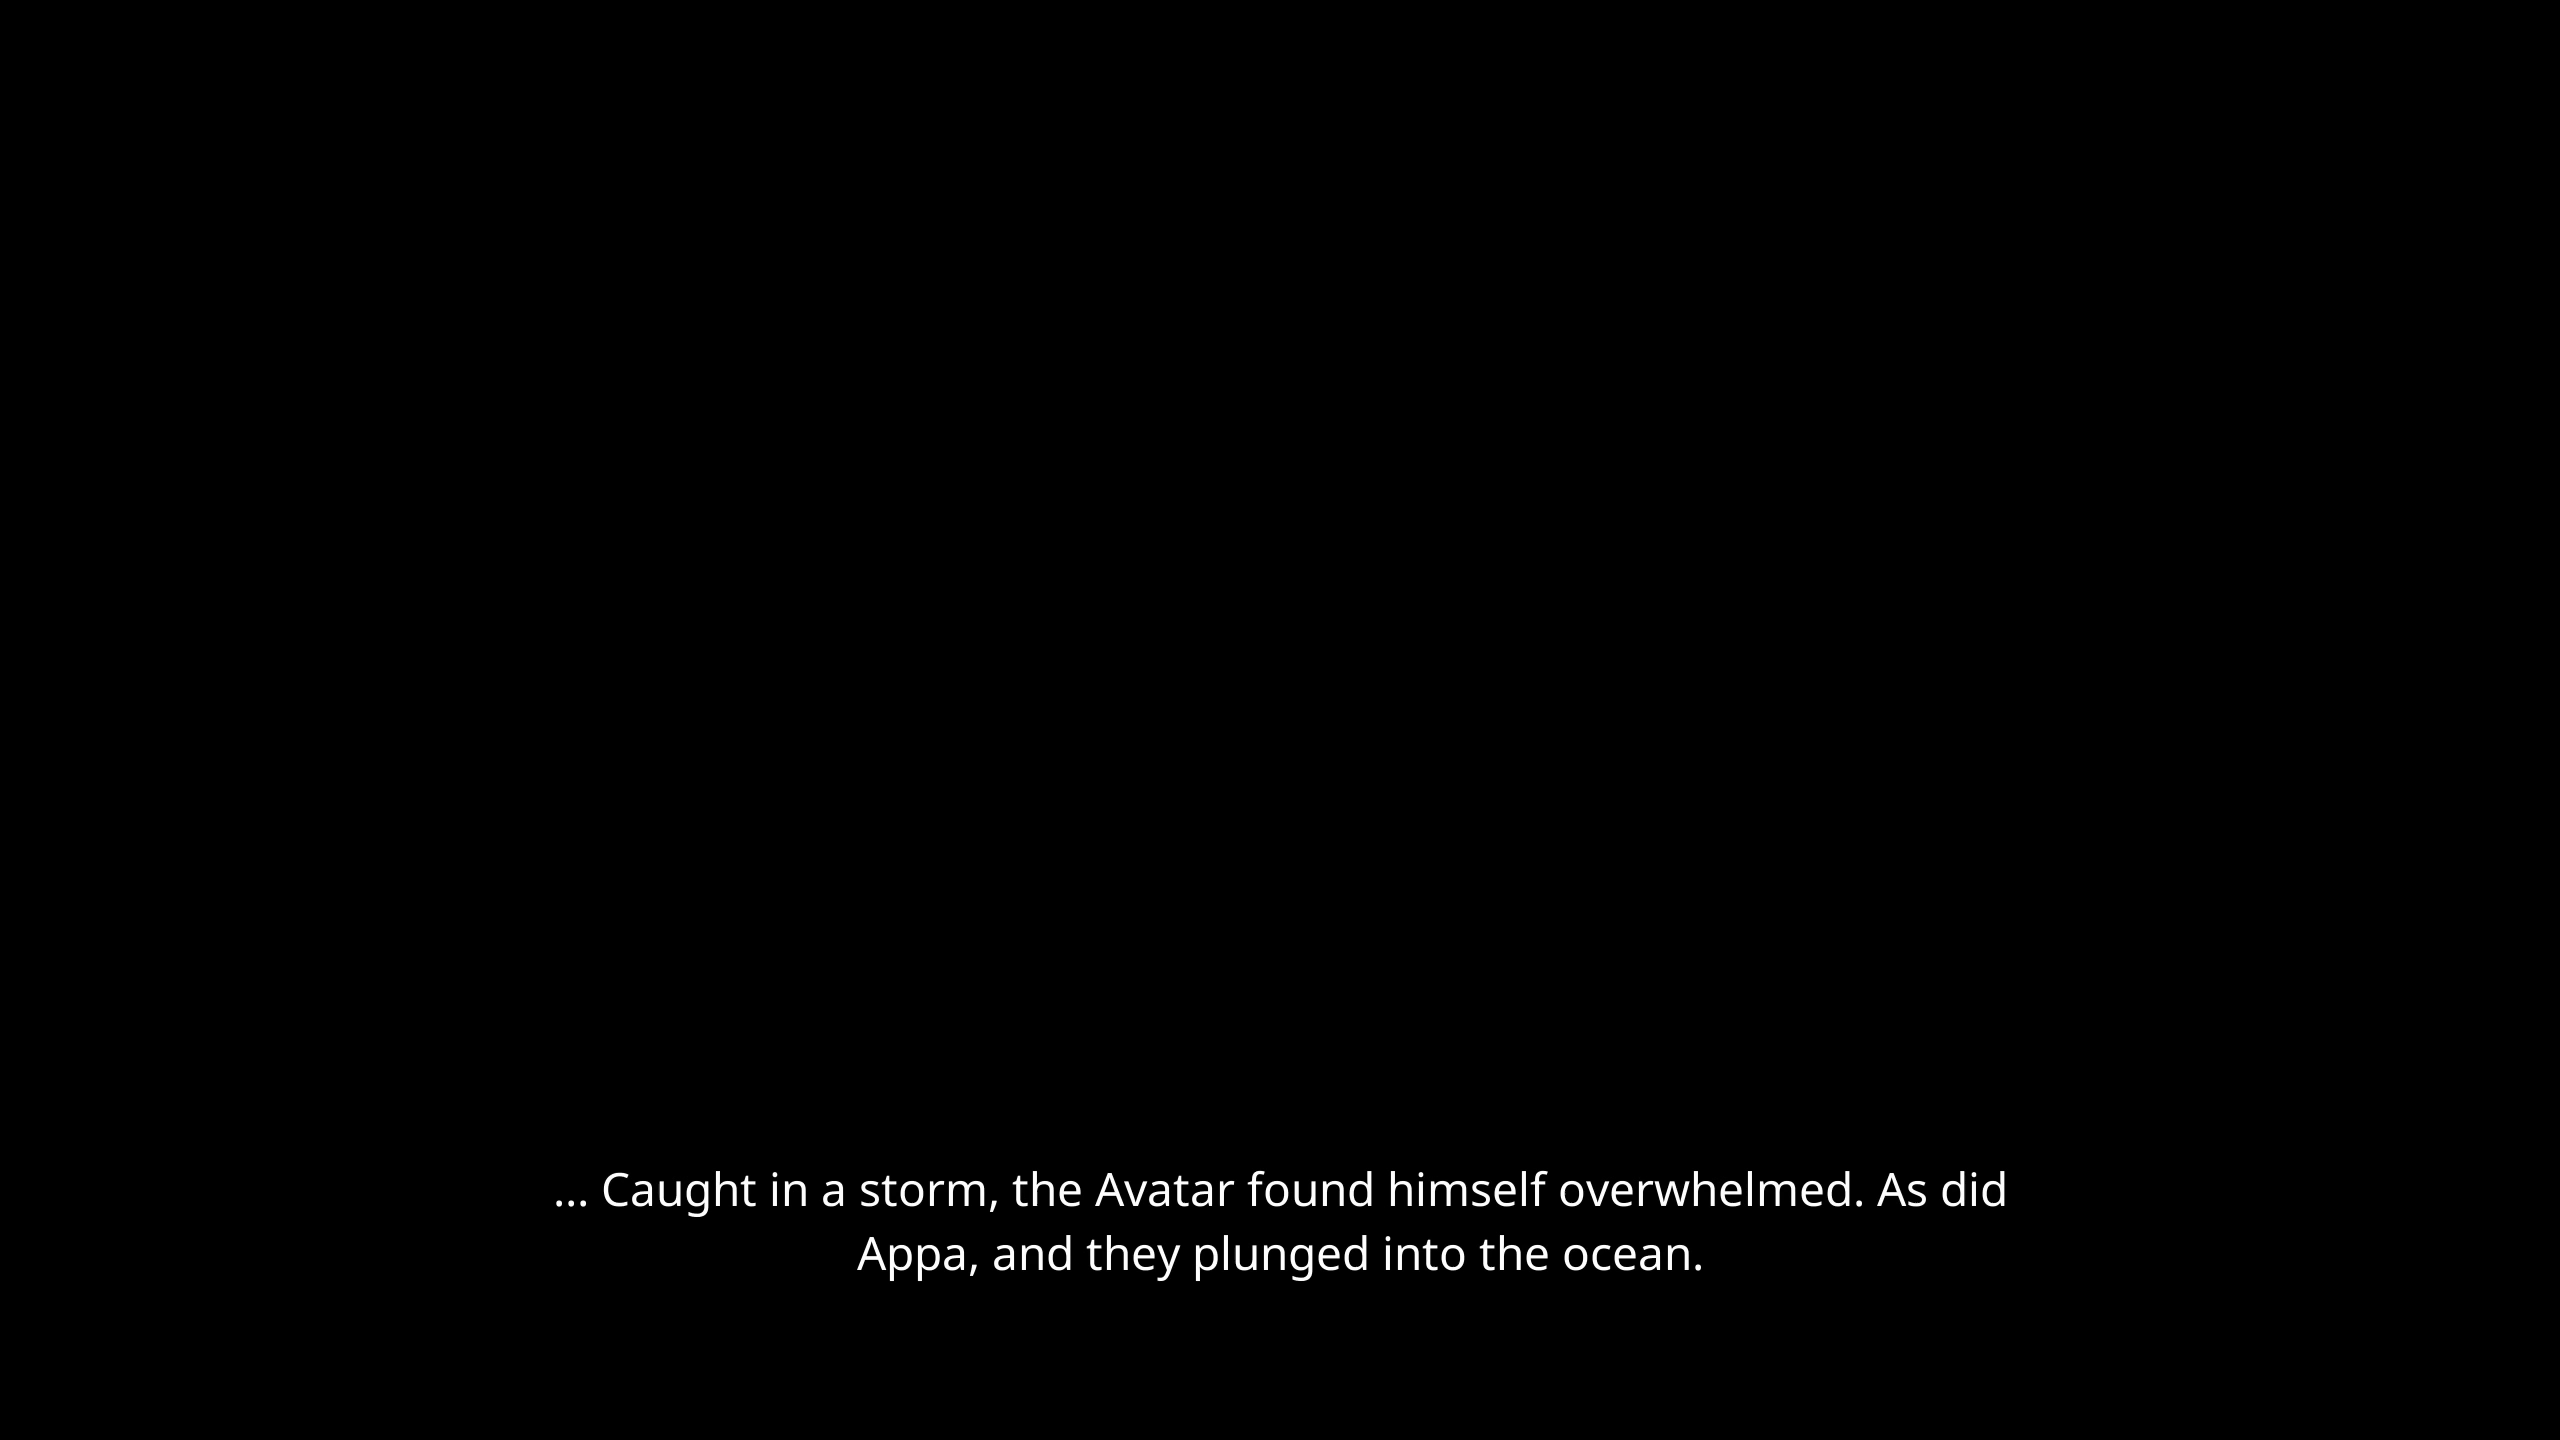 ... Caught in a storm, the Avatar found himself overwhelmed. As did
Appa, and they plunged into the ocean.